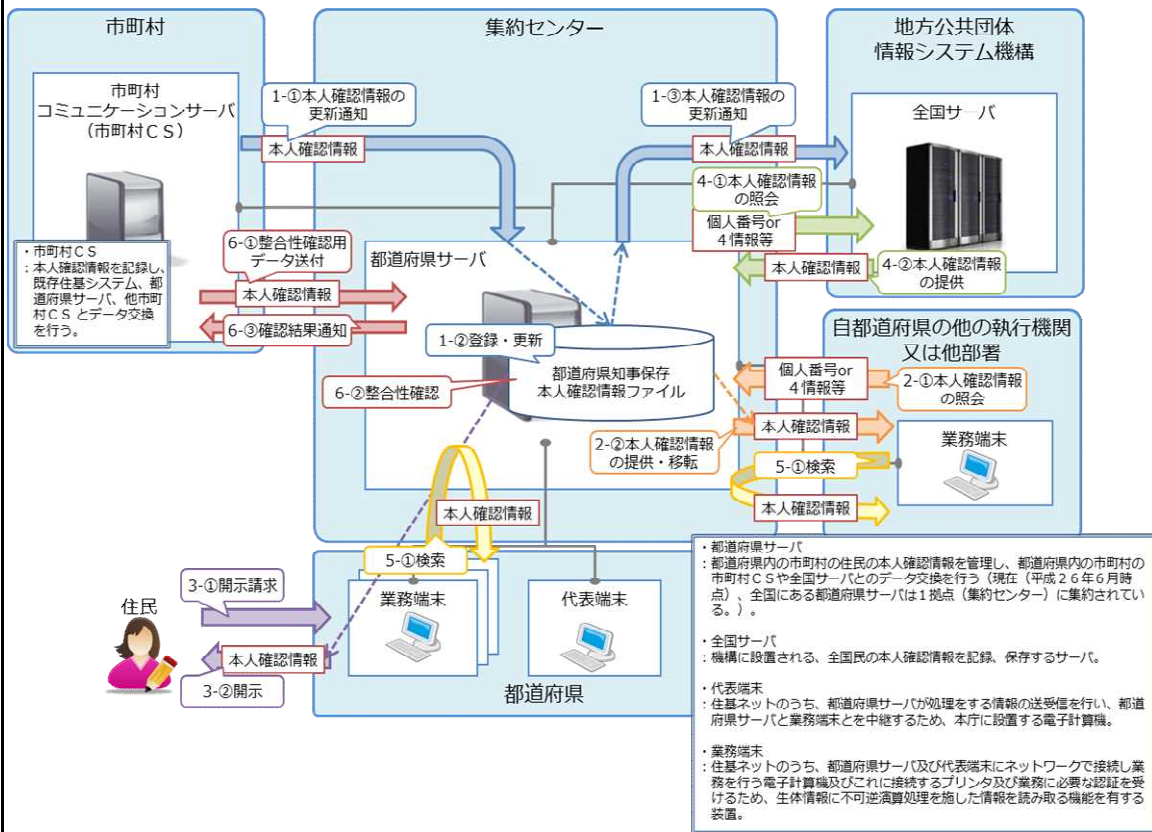 市町村
集約センター
地方公共団体
情報システム機構
市町村
コミュニケーションサーバ
（市町村ＣＳ）
1-①本人確認情報の
更新通知
本人確認情報
1-③本人確認情報の
更新通知
本人確認情報
全国サーバ
4-①本人確認情報
の照会
個人番号or
４情報等
本人確認情報
4-②本人確認情報
の提供
・市町村ＣＳ
：本人確認情報を記録し、
既存住基システム、都
道府県サーバ、他市町
村ＣＳ とデータ交換
を行う。
6-①整合性確認用
データ送付
本人確認情報
6-③確認結果通知
都道府県サーバ
1-②登録・更新
6-②整合性確認
都道府県知事保存
本人確認情報ファイル
自都道府県の他の執行機関
又は他部署
個人番号or
４情報等
2-①本人確認情報
の照会
本人確認情報
2-②本人確認情報
の提供・移転
業務端末
5-①検索
本人確認情報
本人確認情報
5-①検索
業務端末
代表端末
都道府県
住民
3-①開示請求
本人確認情報
3-②開示
・都道府県サーバ
：都道府県内の市町村の住民の本人確認情報を管理し、都道府県内の市町村の
市町村ＣＳや全国サーバとのデータ交換を行う（現在（平成２６年６月時
点）、全国にある都道府県サーバは１拠点（集約センター）に集約されてい
る。）。
・全国サーバ
：機構に設置される、全国民の本人確認情報を記録、保存するサーバ。
・代表端末
：住基ネットのうち、都道府県サーバが処理をする情報の送受信を行い、都道
府県サーバと業務端末とを中継するため、本庁に設置する電子計算機。
・業務端末
：住基ネットのうち、都道府県サーバ及び代表端末にネットワークで接続し業
務を行う電子計算機及びこれに接続するプリンタ及び業務に必要な認証を受
けるため、生体情報に不可逆演算処理を施した情報を読み取る機能を有する
装置。